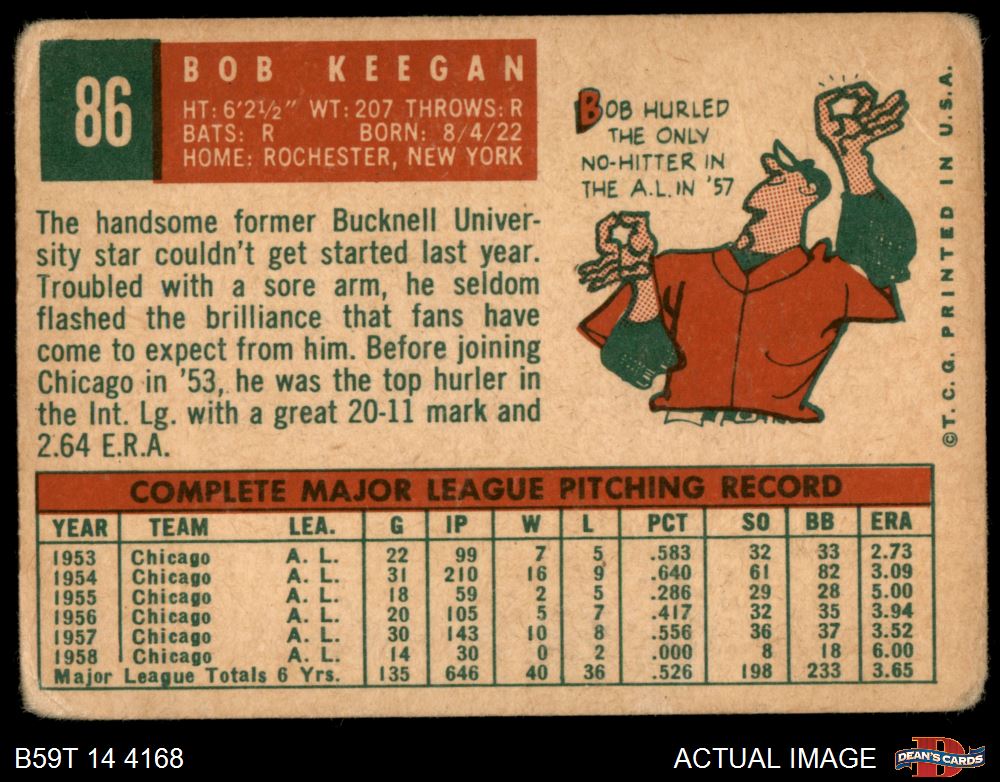 86
BOB KEEGAN
HT: 6'2½" WT: 207 THROWS: R
BATS: R BORN: 8/4/22
HOME: ROCHESTER, NEW YORK
BOB HURLED
THE ONLY
NO-HITTER IN
THE A.L. IN '57
The handsome former Bucknell Univer-
sity star couldn't get started last year.
Troubled with a sore arm, he seldom
flashed the brilliance that fans have
come to expect from him. Before joining
Chicago in '53, he was the top hurler in
the Int. Lg. with a great 20-11 mark and
2.64 E.R.A.
©T. C. G. PRINTED IN U.S.A.
COMPLETE MAJOR LEAGUE PITCHING RECORD
YEAR TEAM LEA. G IP W L PCT SO BB ERA
1953 Chicago A. L. 22 99 7 5 .583 32 33 2.73
1954 Chicago A. L. 31 210 16 9 .640 61 82 3.09
1955 Chicago A. L. 18 59 2 5 .286 29 28 5.00
1956 Chicago A. L. 20 105 5 7 .417 32 35 3.94
1957 Chicago A. L. 30 143 10 8 .556 36 37 3.52
1958 Chicago A. L. 14 30 0 2 .000 8 18 6.00
Major League Totals 6 Yrs. 135 646 40 36 .526 198 233 3.65
B59T 14 4168
ACTUAL IMAGE
D
DEAN'S CARDS